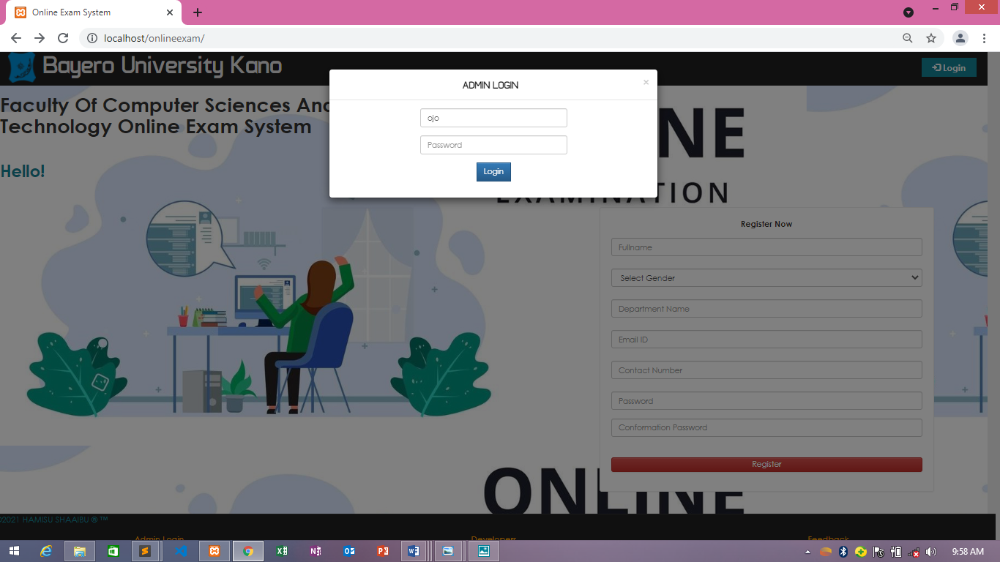 Online Exam System
localhost/onlineexam/
Bayero University Kano
Login
ADMIN LOGIN
ojo
Password
Login
Faculty Of Computer Sciences And
Technology Online Exam System
Hello!
EXAMINATION
Register Now
Fullname
Select Gender
Department Name
Email ID
Contact Number
Password
Conformation Password
Register
ONLINE
©2021 HAMISU SHAAIBU ® ™
Admin Login
Developers
Feedback
9:58 AM